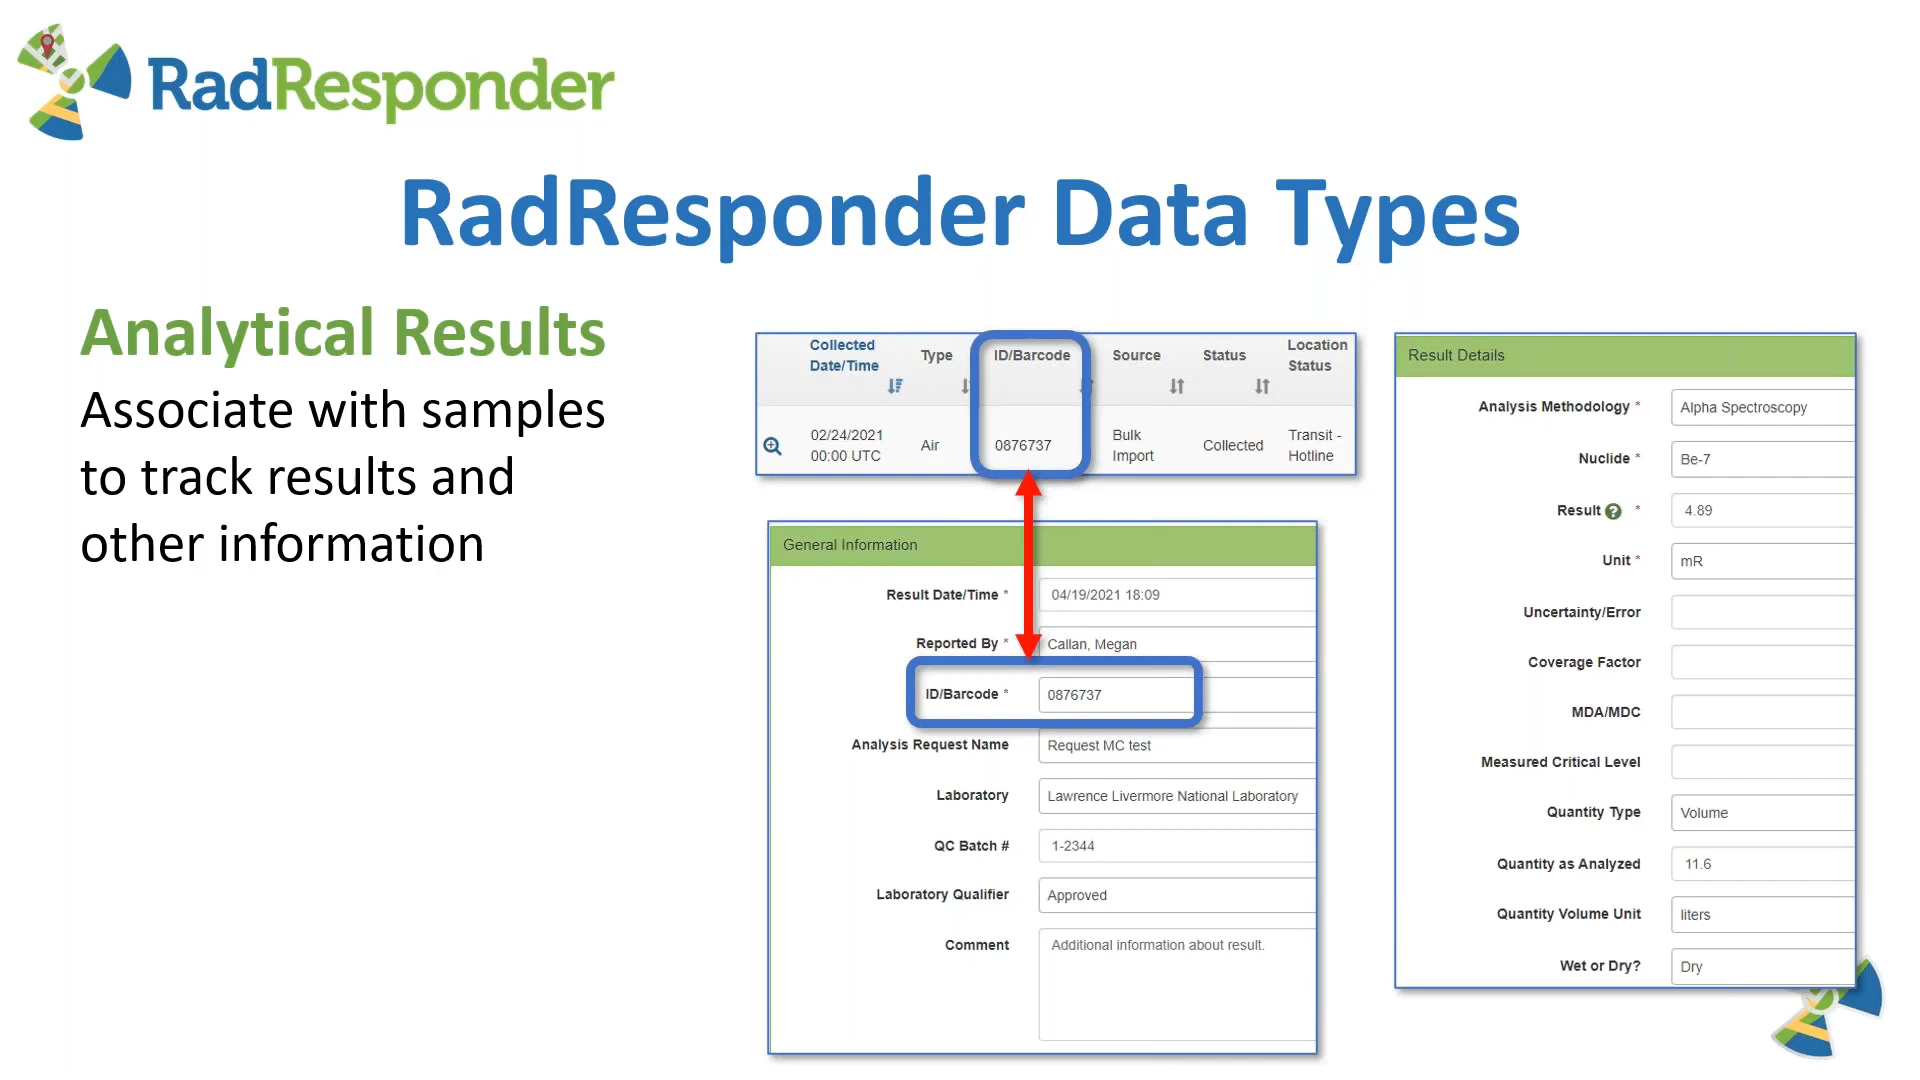 RadResponder
RadResponder Data Types
Analytical Results
Associate with samples
to track results and
other information
Collected Date/Time Type ID/Barcode Source Status Location Status
02/24/2021 00:00 UTC Air 0876737 Bulk Import Collected Transit - Hotline
General Information
Result Date/Time * 04/19/2021 18:09
Reported By * Callan, Megan
ID/Barcode * 0876737
Analysis Request Name Request MC test
Laboratory Lawrence Livermore National Laboratory
QC Batch # 1-2344
Laboratory Qualifier Approved
Comment Additional information about result.
Result Details
Analysis Methodology * Alpha Spectroscopy
Nuclide * Be-7
Result ? * 4.89
Unit * mR
Uncertainty/Error
Coverage Factor
MDA/MDC
Measured Critical Level
Quantity Type Volume
Quantity as Analyzed 11.6
Quantity Volume Unit liters
Wet or Dry? Dry